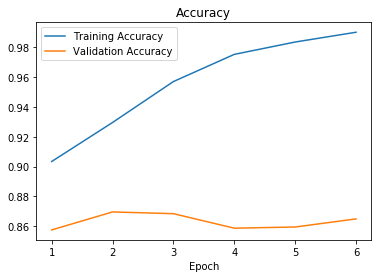 Accuracy
Training Accuracy
Validation Accuracy
0.98
0.96
0.94
0.92
0.90
0.88
0.86
1 2 3 4 5 6
Epoch